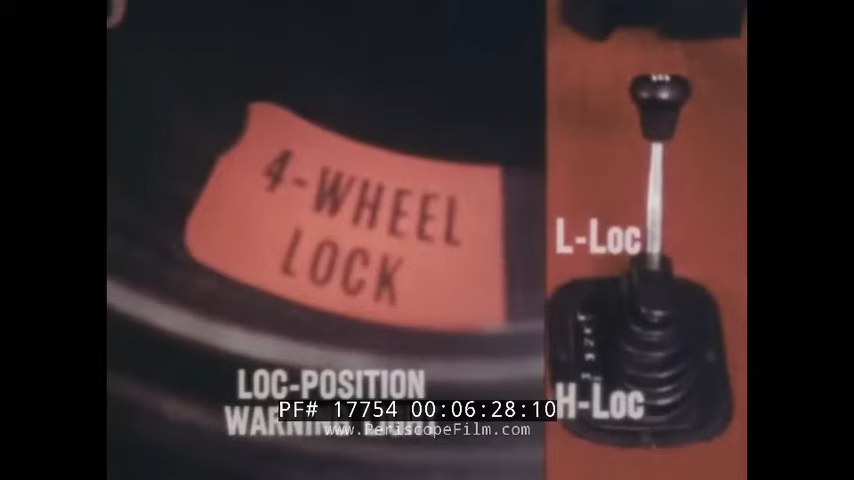 4-WHEEL
LOCK
L-Loc
H-Loc
LOC-POSITION
PF# 17754 00:06:28:10
www.PeriscopeFilm.com